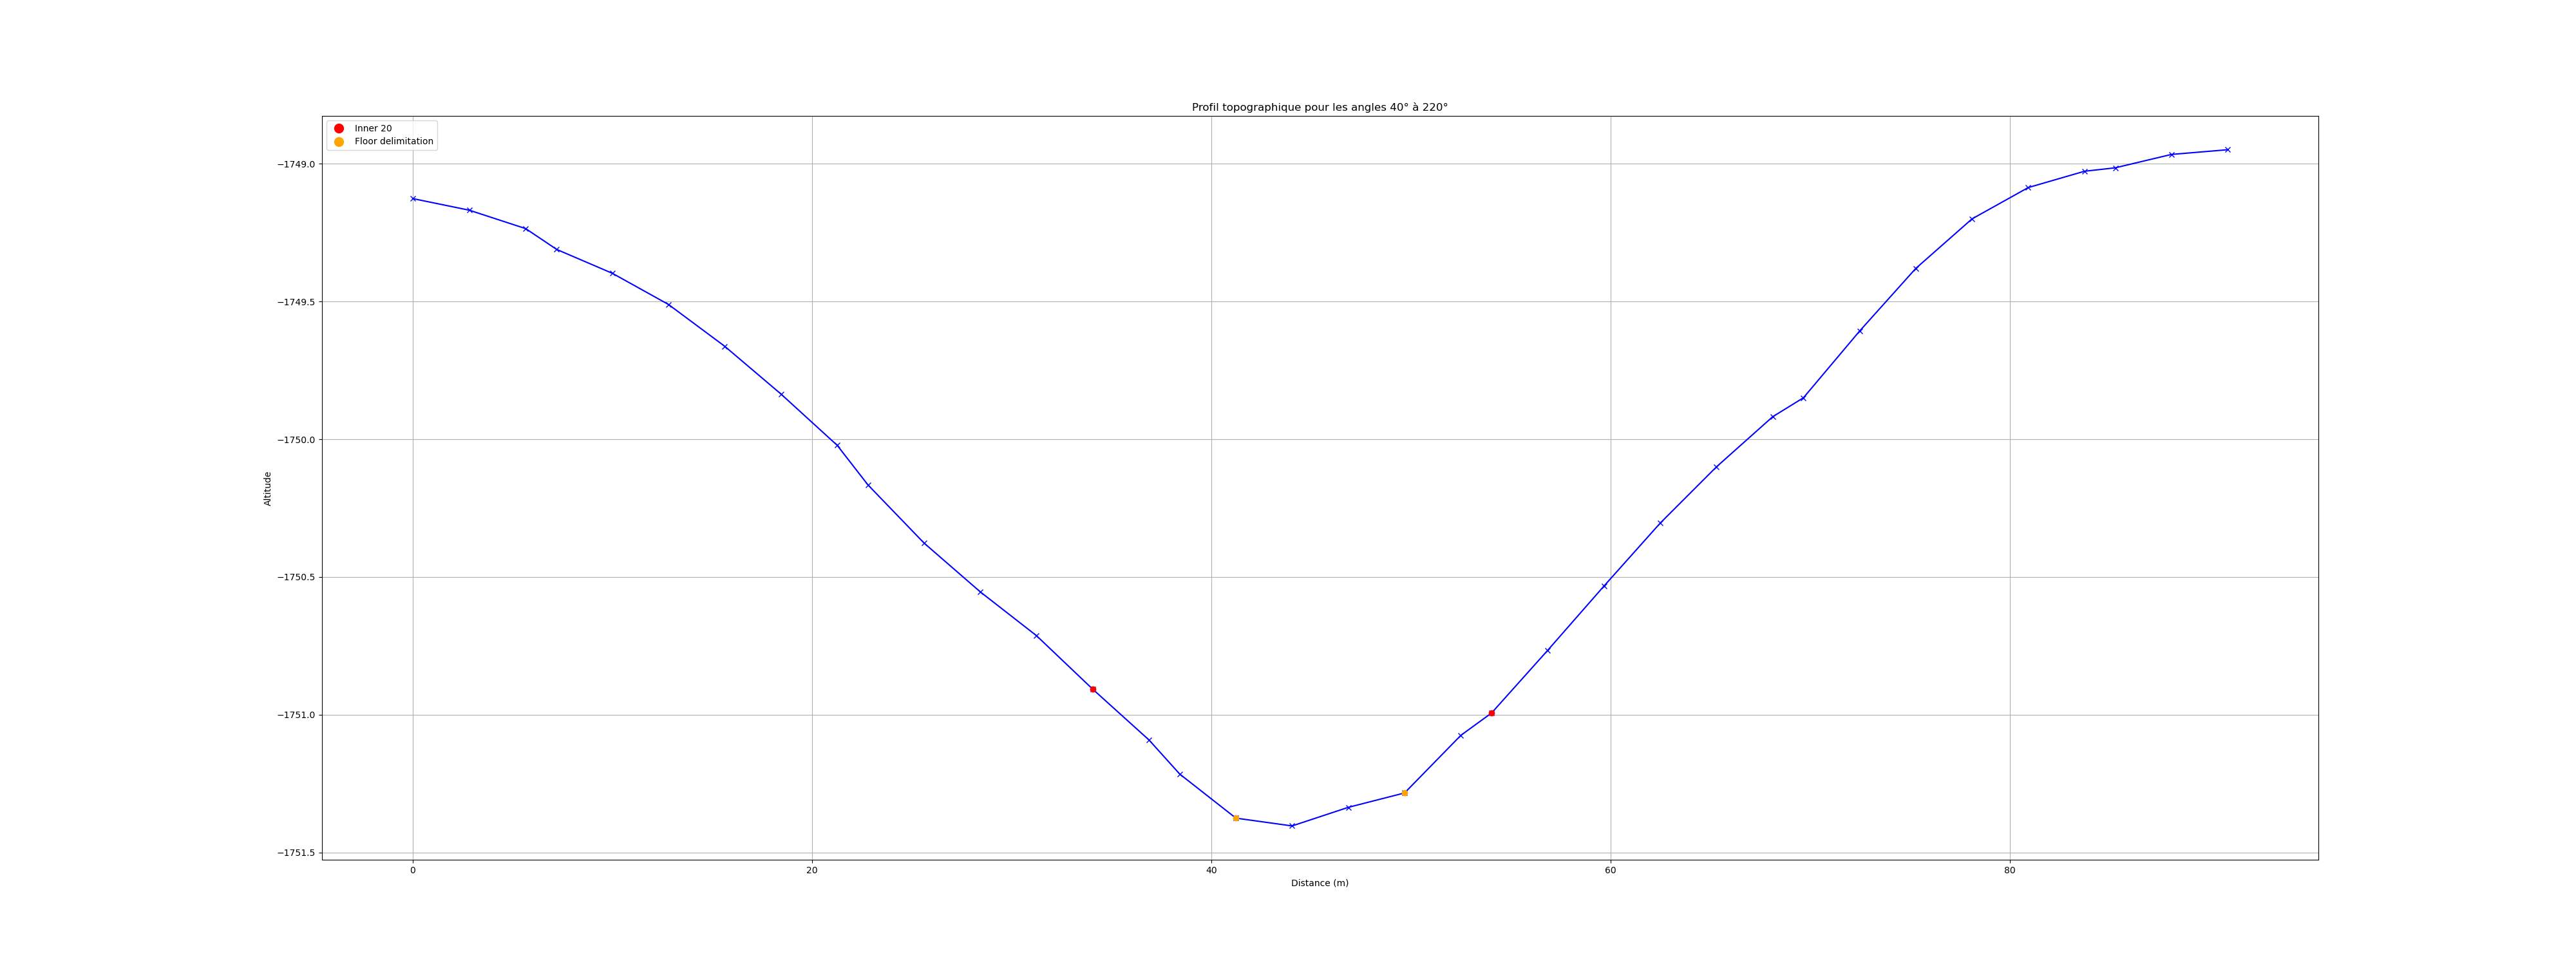 Profil topographique pour les angles 40° à 220°
Inner 20
Floor delimitation
−1749.0
−1749.5
−1750.0
−1750.5
−1751.0
−1751.5
Altitude
0 20 40 60 80
Distance (m)